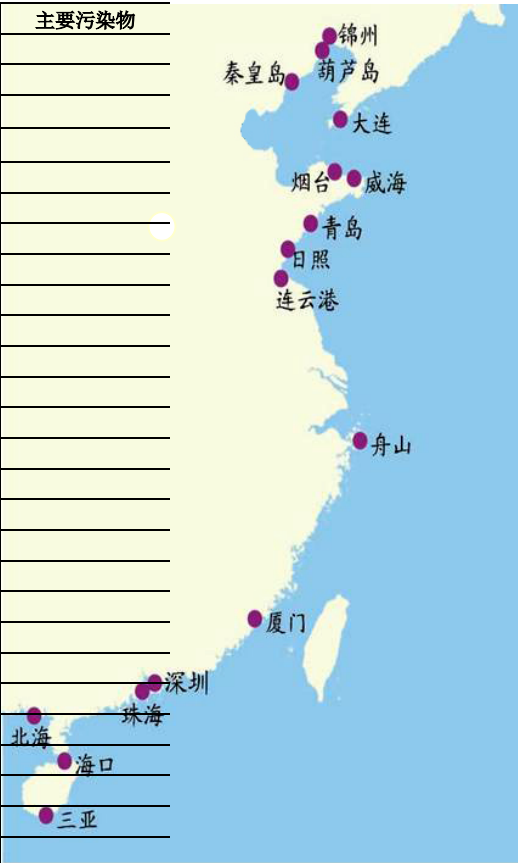 主要污染物
锦州
葫芦岛
秦皇岛
大连
烟台
威海
青岛
日照
连云港
舟山
厦门
深圳
珠海
北海
海口
三亚